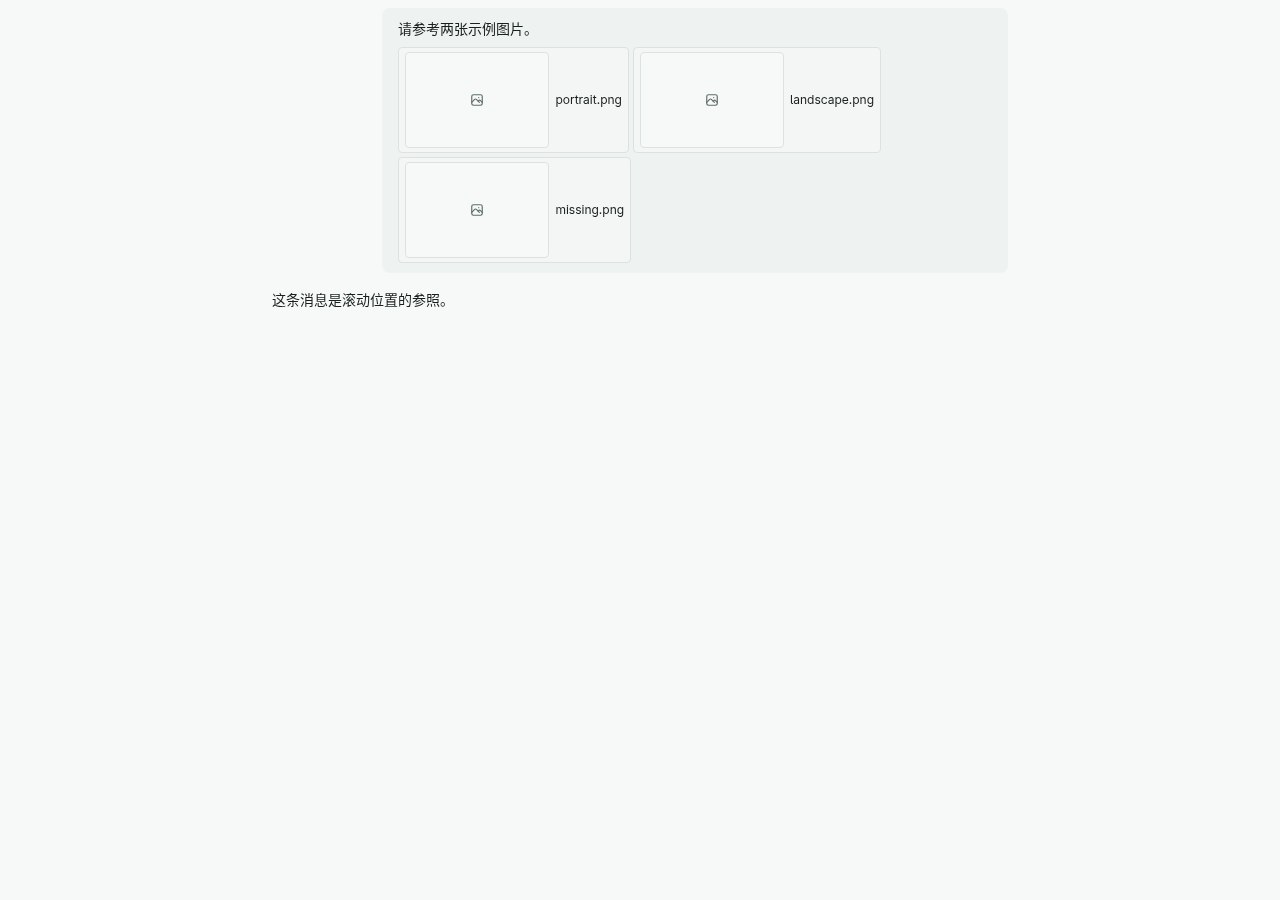 请参考两张示例图片。
portrait.png
landscape.png
missing.png
这条消息是滚动位置的参照。